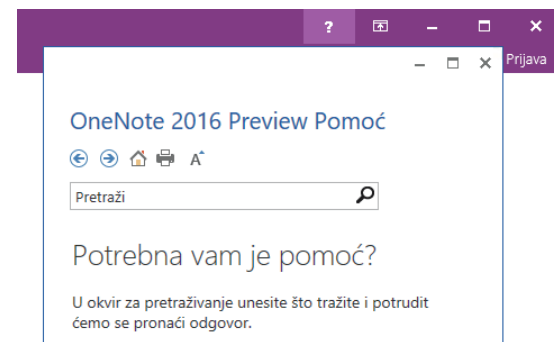 ?
Prijava
OneNote 2016 Preview Pomoć
A
Pretraži
Potrebna vam je pomoć?
U okvir za pretraživanje unesite što tražite i potrudit
ćemo se pronaći odgovor.